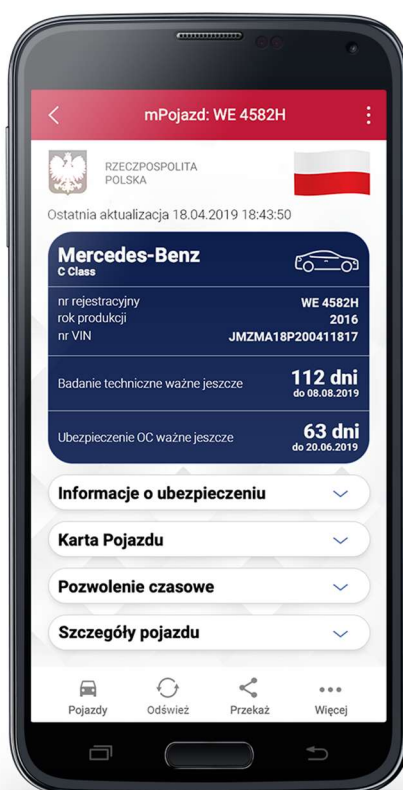 mPojazd: WE 4582H
RZECZPOSPOLITA
POLSKA
Ostatnia aktualizacja 18.04.2019 18:43:50
Mercedes-Benz
C Class
nr rejestracyjny WE 4582H
rok produkcji 2016
nr VIN JMZMA18P200411817
Badanie techniczne ważne jeszcze 112 dni
do 08.08.2019
Ubezpieczenie OC ważne jeszcze 63 dni
do 20.06.2019
Informacje o ubezpieczeniu
Karta Pojazdu
Pozwolenie czasowe
Szczegóły pojazdu
Pojazdy Odśwież Przekaż Więcej